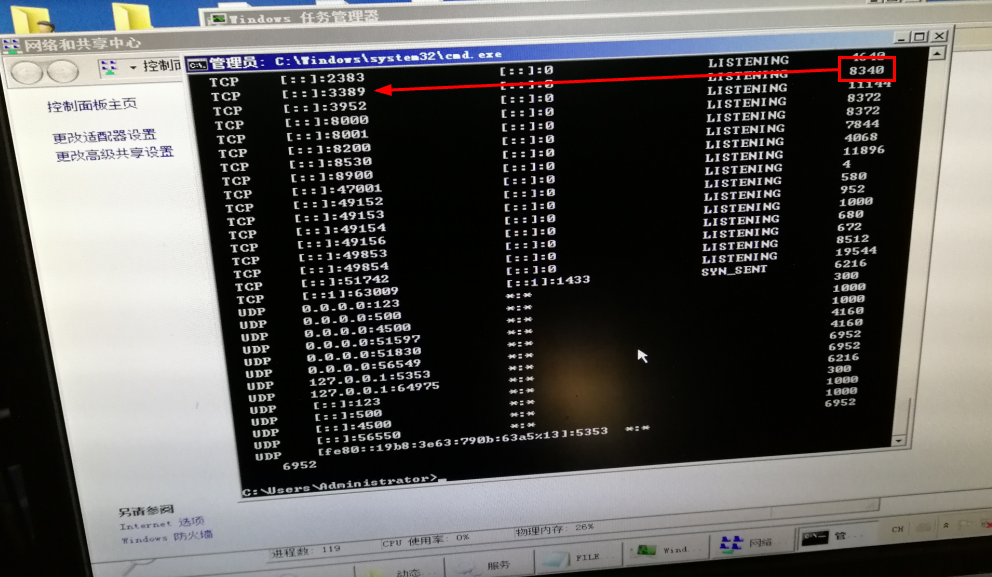 Windows 任务管理器
网络和共享中心
控制面
管理员: C:\Windows\system32\cmd.exe
控制面板主页
更改适配器设置
更改高级共享设置
TCP [::]:2383 [::]:0 LISTENING 4640
TCP [::]:3389 [::]:0 LISTENING 8340
TCP [::]:3952 [::]:0 LISTENING 11144
TCP [::]:8000 [::]:0 LISTENING 8372
TCP [::]:8001 [::]:0 LISTENING 8372
TCP [::]:8200 [::]:0 LISTENING 7844
TCP [::]:8530 [::]:0 LISTENING 4068
TCP [::]:8900 [::]:0 LISTENING 11896
TCP [::]:47001 [::]:0 LISTENING 4
TCP [::]:49152 [::]:0 LISTENING 580
TCP [::]:49153 [::]:0 LISTENING 952
TCP [::]:49154 [::]:0 LISTENING 1000
TCP [::]:49156 [::]:0 LISTENING 680
TCP [::]:49853 [::]:0 LISTENING 672
TCP [::]:49854 [::]:0 LISTENING 8512
TCP [::]:51742 [::]:0 LISTENING 19544
TCP [::1]:63009 [::1]:1433 SYN_SENT 6216
UDP 0.0.0.0:123 *:* 300
UDP 0.0.0.0:500 *:* 1000
UDP 0.0.0.0:4500 *:* 1000
UDP 0.0.0.0:51597 *:* 4160
UDP 0.0.0.0:51830 *:* 4160
UDP 0.0.0.0:56549 *:* 6952
UDP 127.0.0.1:5353 *:* 6952
UDP 127.0.0.1:64975 *:* 6216
UDP [::]:123 *:* 300
UDP [::]:500 *:* 1000
UDP [::]:4500 *:* 1000
UDP [::]:56550 *:* 6952
UDP [fe80::19b8:3e63:790b:63a5%13]:5353 *:*
6952
C:\Users\Administrator>
另请参阅
Internet 选项
Windows 防火墙
进程数: 119 CPU 使用率: 0% 物理内存: 26%
动态 服务 FILE... Wind... 网络... 管... CH